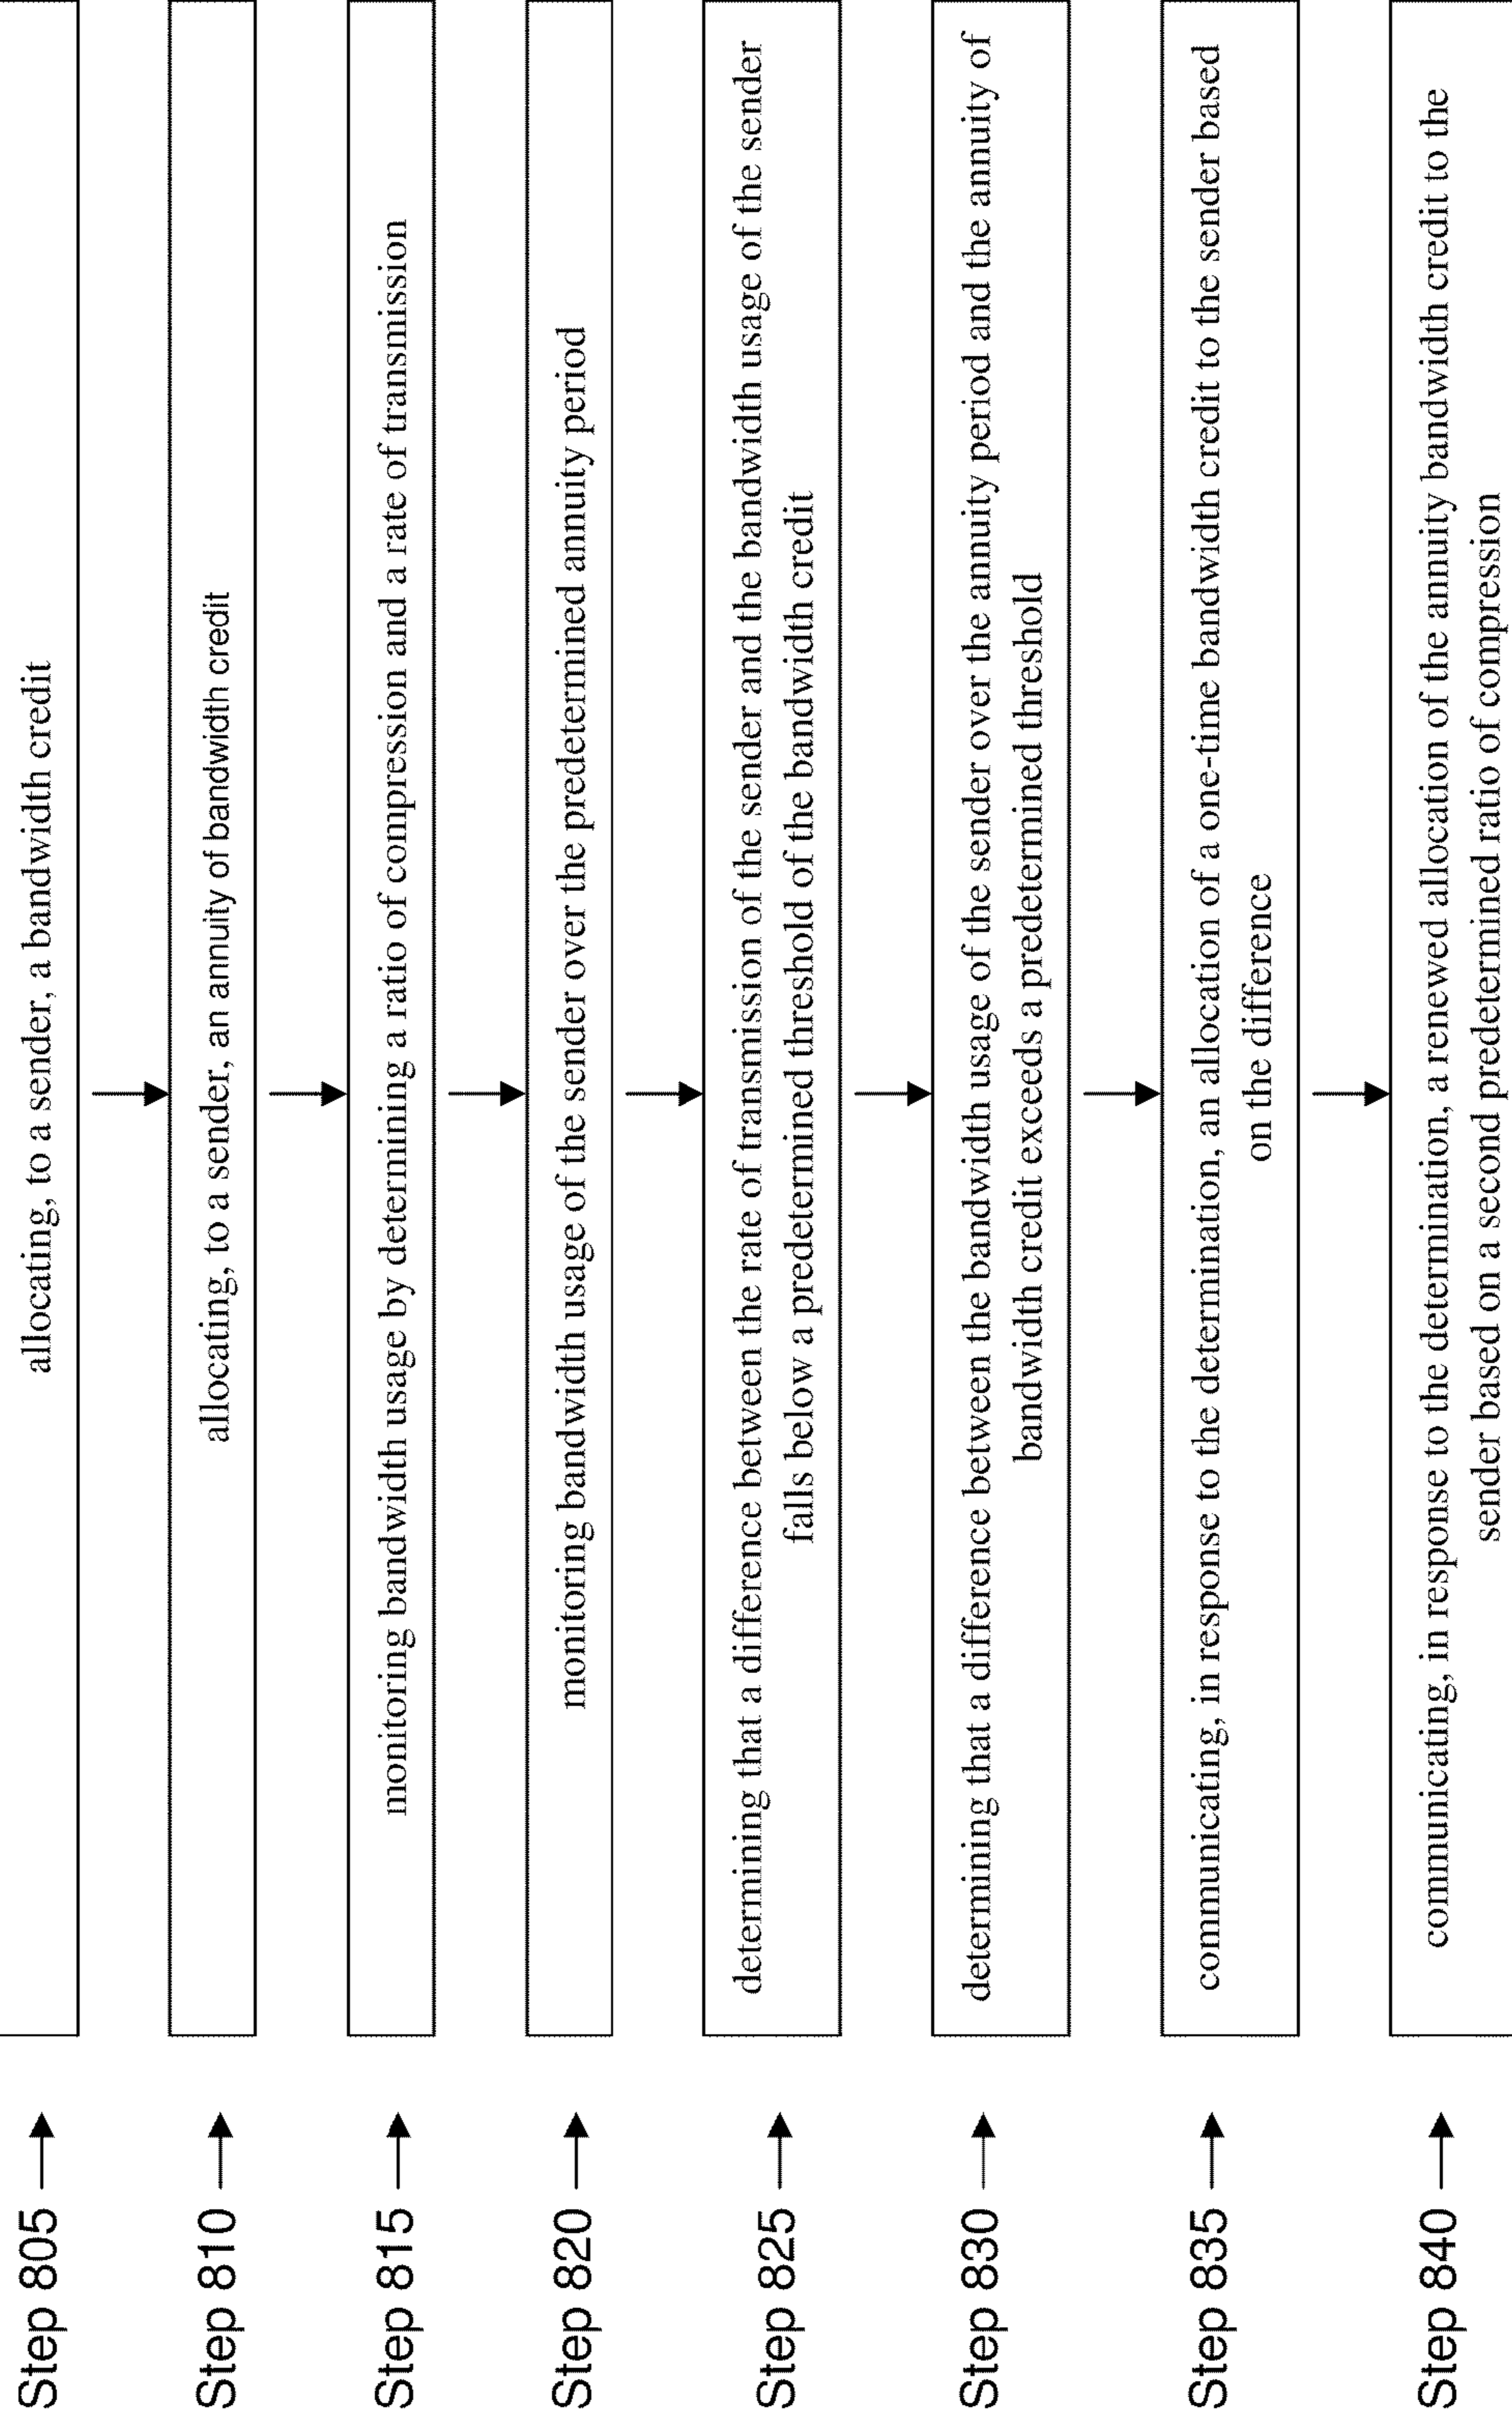 Step 805
allocating, to a sender, a bandwidth credit
Step 810
allocating, to a sender, an annuity of bandwidth credit
Step 815
monitoring bandwidth usage by determining a ratio of compression and a rate of transmission
Step 820
monitoring bandwidth usage of the sender over the predetermined annuity period
Step 825
determining that a difference between the rate of transmission of the sender and the bandwidth usage of the sender
falls below a predetermined threshold of the bandwidth credit
Step 830
determining that a difference between the bandwidth usage of the sender over the annuity period and the annuity of
bandwidth credit exceeds a predetermined threshold
Step 835
communicating, in response to the determination, an allocation of a one-time bandwidth credit to the sender based
on the difference
Step 840
communicating, in response to the determination, a renewed allocation of the annuity bandwidth credit to the
sender based on a second predetermined ratio of compression